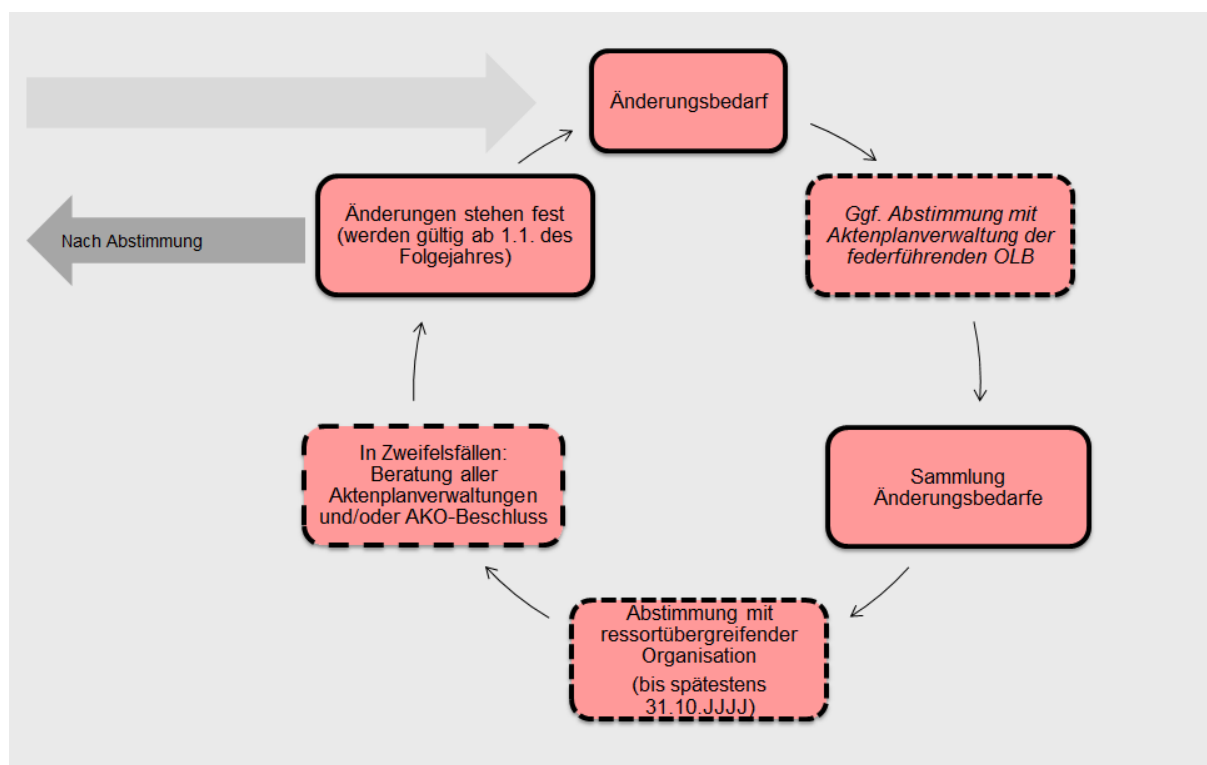 Änderungsbedarf
Ggf. Abstimmung mit
Aktenplanverwaltung der
federführenden OLB
Sammlung
Änderungsbedarfe
Abstimmung mit
ressortübergreifender
Organisation
(bis spätestens
31.10.JJJJ)
In Zweifelsfällen:
Beratung aller
Aktenplanverwaltungen
und/oder AKO-Beschluss
Änderungen stehen fest
(werden gültig ab 1.1. des
Folgejahres)
Nach Abstimmung